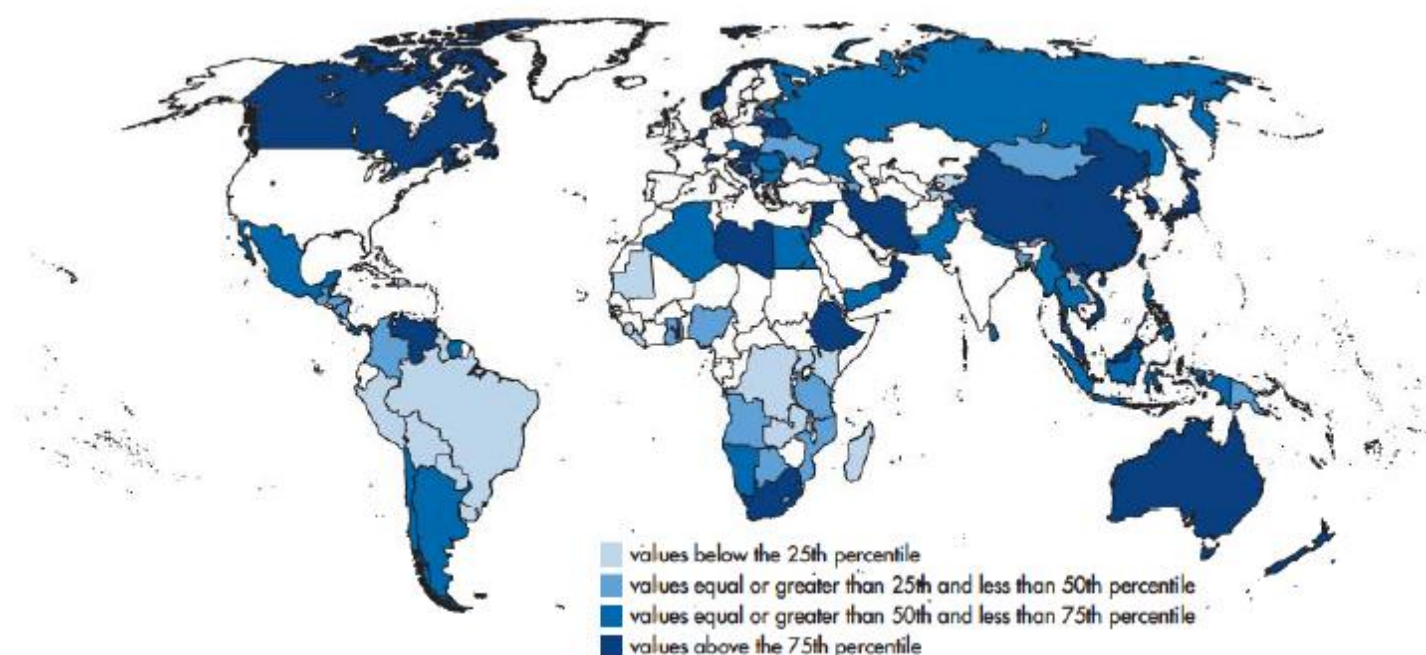 values below the 25th percentile
values equal or greater than 25th and less than 50th percentile
values equal or greater than 50th and less than 75th percentile
values above the 75th percentile